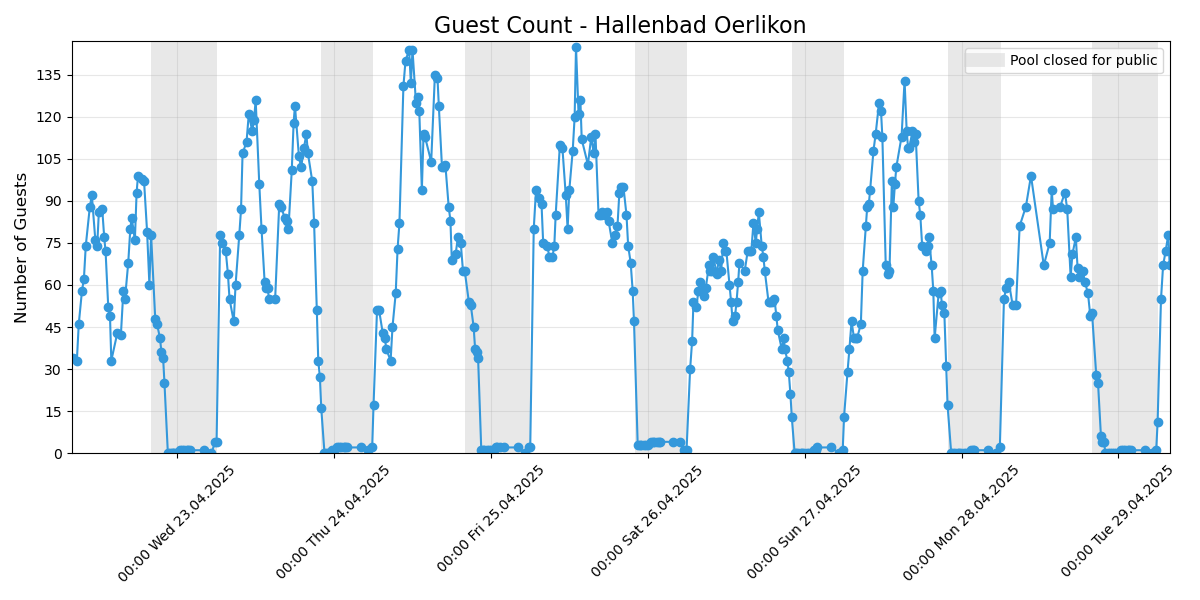 Guest Count - Hallenbad Oerlikon
Pool closed for public
Number of Guests
135
120
105
90
75
60
45
30
15
0
00:00 Wed 23.04.2025
00:00 Thu 24.04.2025
00:00 Fri 25.04.2025
00:00 Sat 26.04.2025
00:00 Sun 27.04.2025
00:00 Mon 28.04.2025
00:00 Tue 29.04.2025